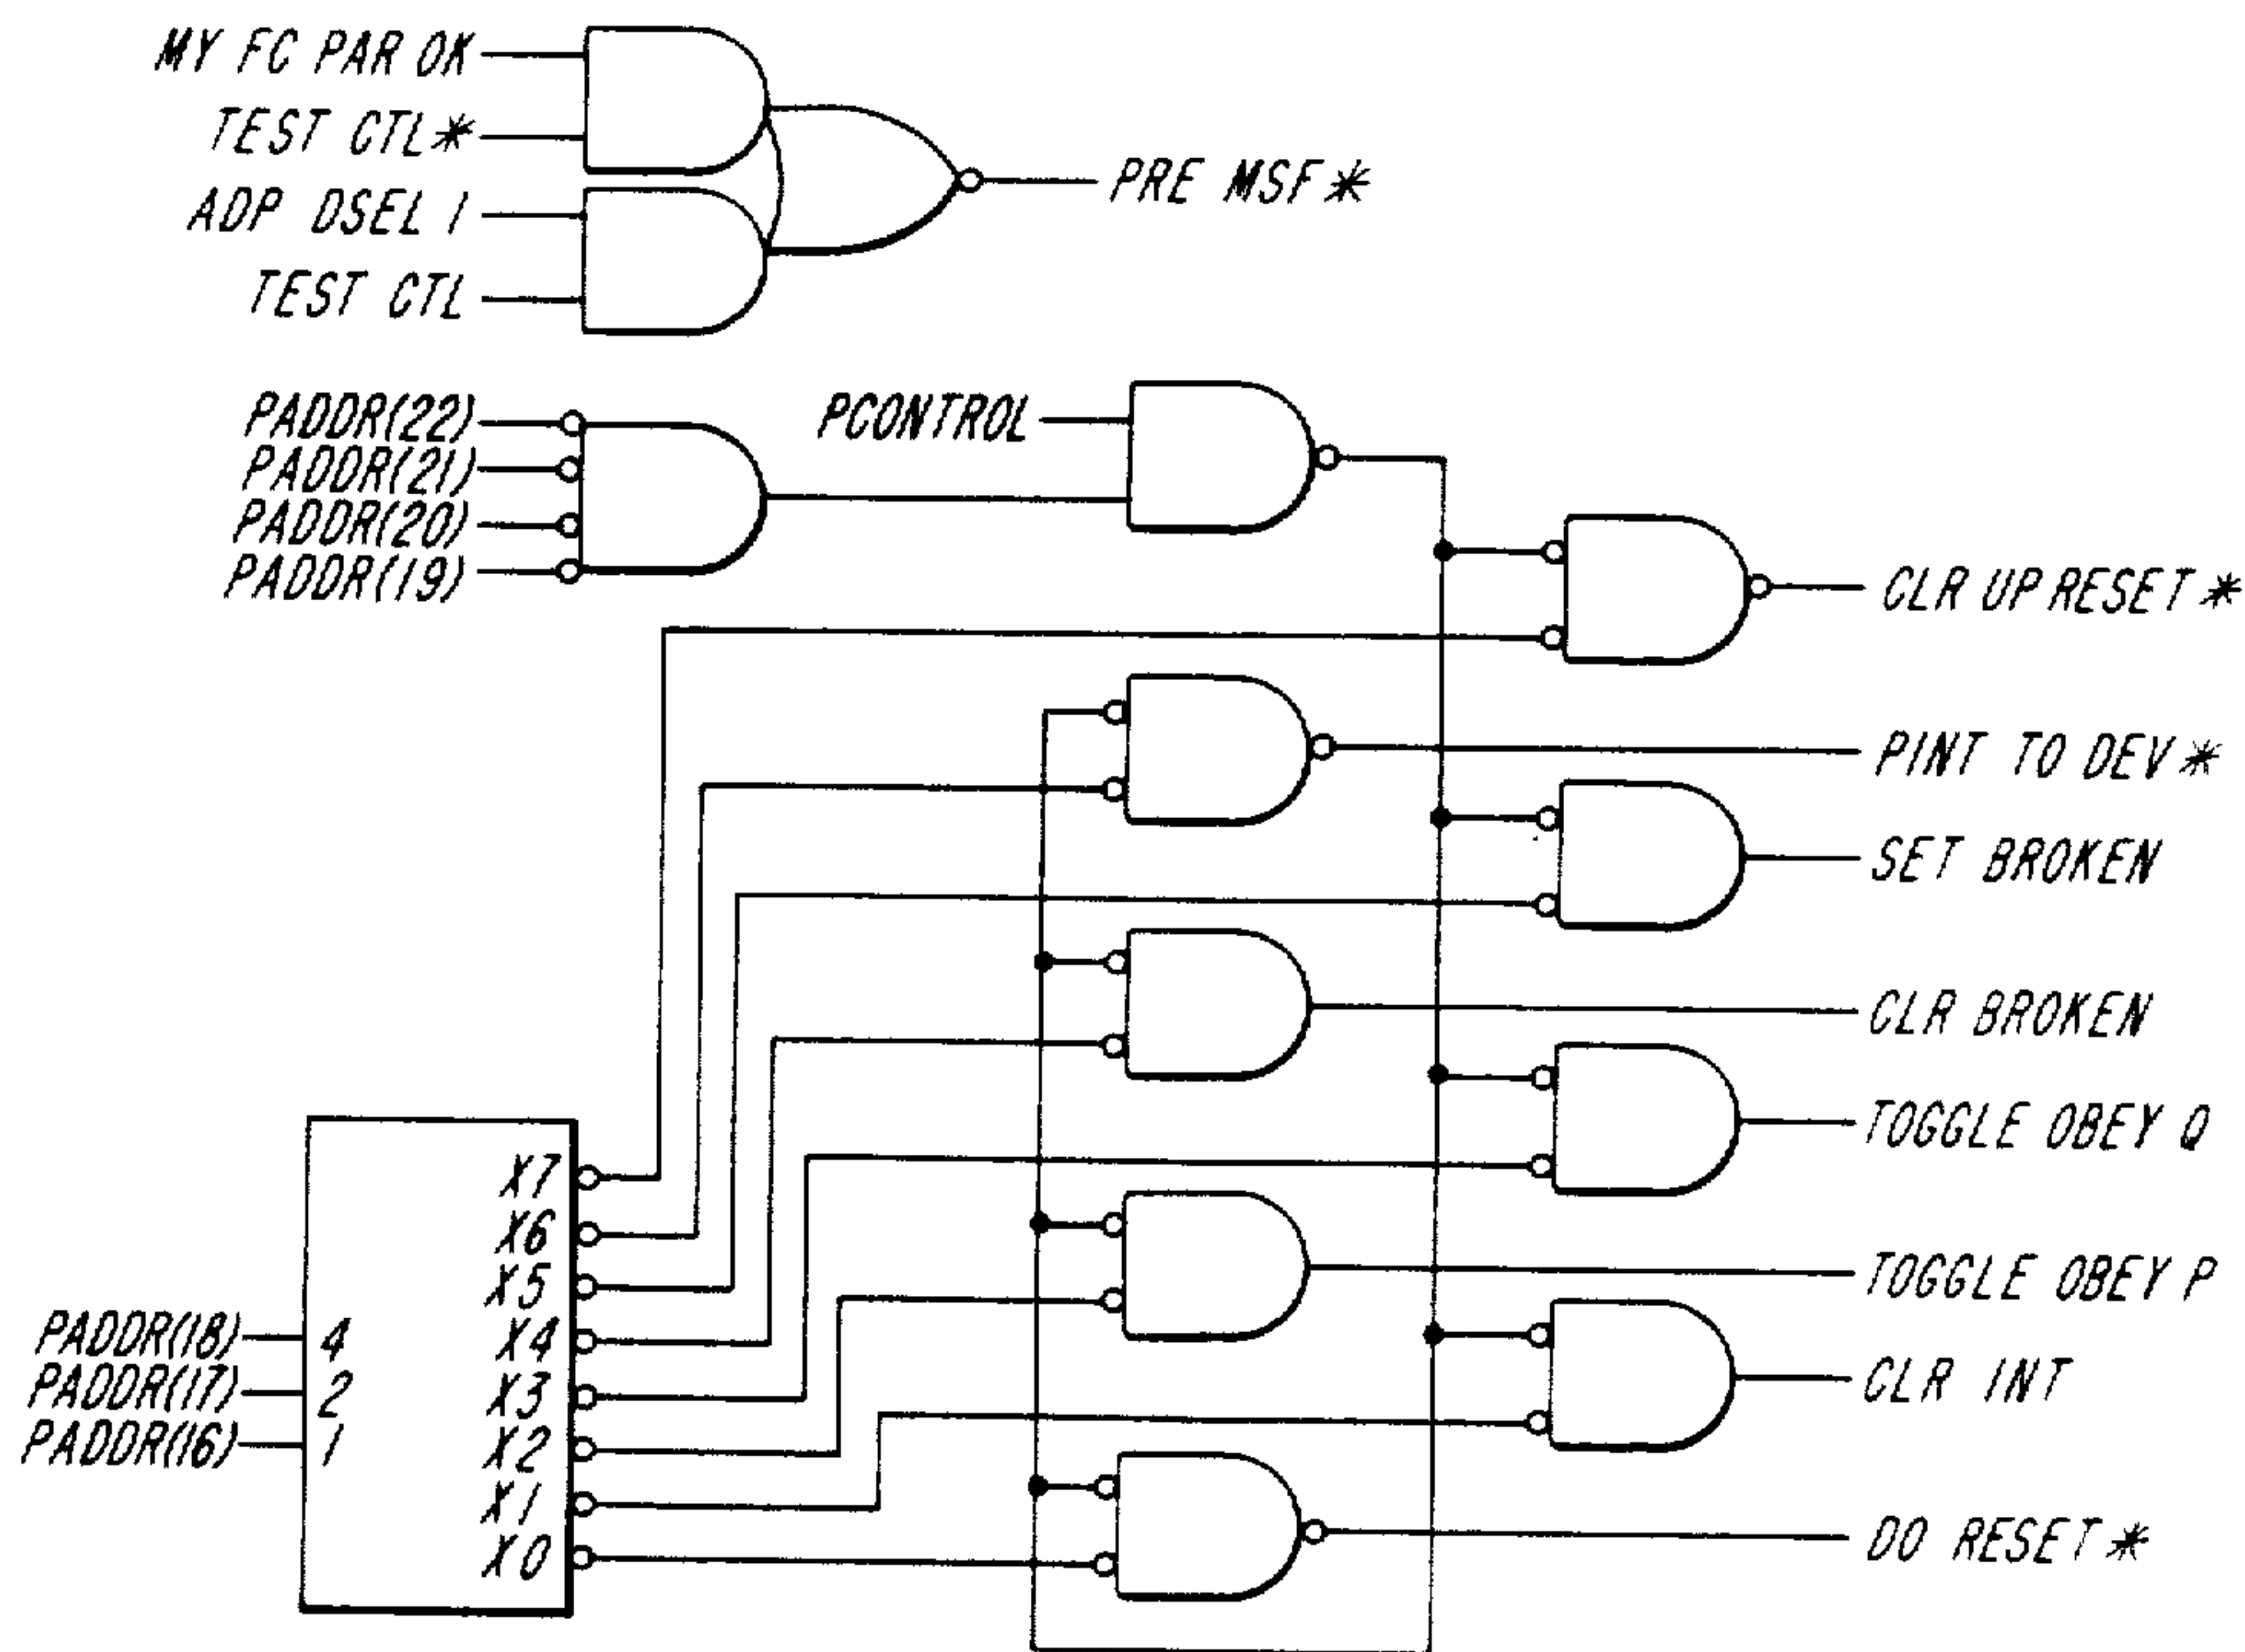 MY FC PAR OK
TEST CTL*
ADP DSEL 1
TEST CTL
PRE MSF*
PADDR(22)
PADDR(21)
PADDR(20)
PADDR(19)
PCONTROL
CLR UP RESET*
PINT TO DEV*
SET BROKEN
CLR BROKEN
TOGGLE OBEY Q
TOGGLE OBEY P
CLR INT
DO RESET*
PADDR(18)
PADDR(17)
PADDR(16)
4
2
1
X7
X6
X5
X4
X3
X2
X1
X0